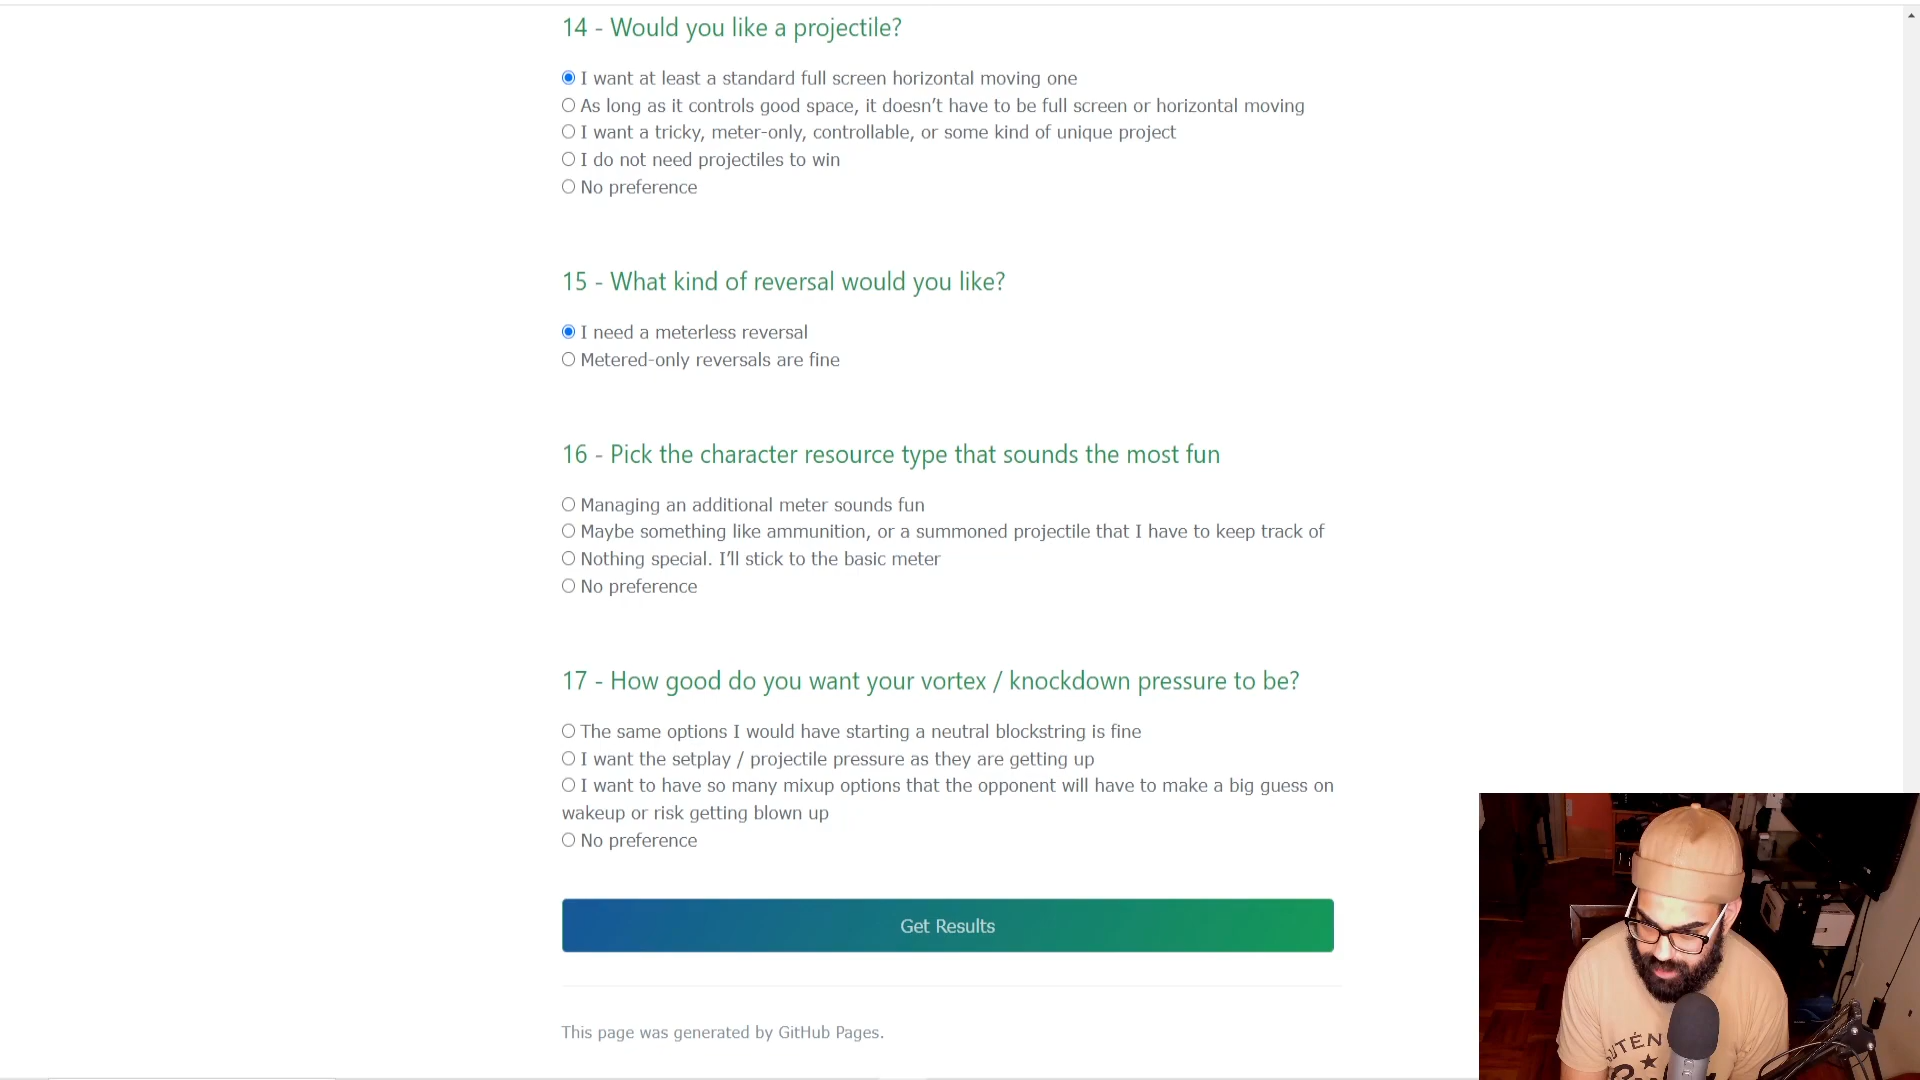 14 - Would you like a projectile?
I want at least a standard full screen horizontal moving one
As long as it controls good space, it doesn’t have to be full screen or horizontal moving
I want a tricky, meter-only, controllable, or some kind of unique project
I do not need projectiles to win
No preference
15 - What kind of reversal would you like?
I need a meterless reversal
Metered-only reversals are fine
16 - Pick the character resource type that sounds the most fun
Managing an additional meter sounds fun
Maybe something like ammunition, or a summoned projectile that I have to keep track of
Nothing special. I’ll stick to the basic meter
No preference
17 - How good do you want your vortex / knockdown pressure to be?
The same options I would have starting a neutral blockstring is fine
I want the setplay / projectile pressure as they are getting up
I want to have so many mixup options that the opponent will have to make a big guess on
wakeup or risk getting blown up
No preference
Get Results
This page was generated by GitHub Pages.